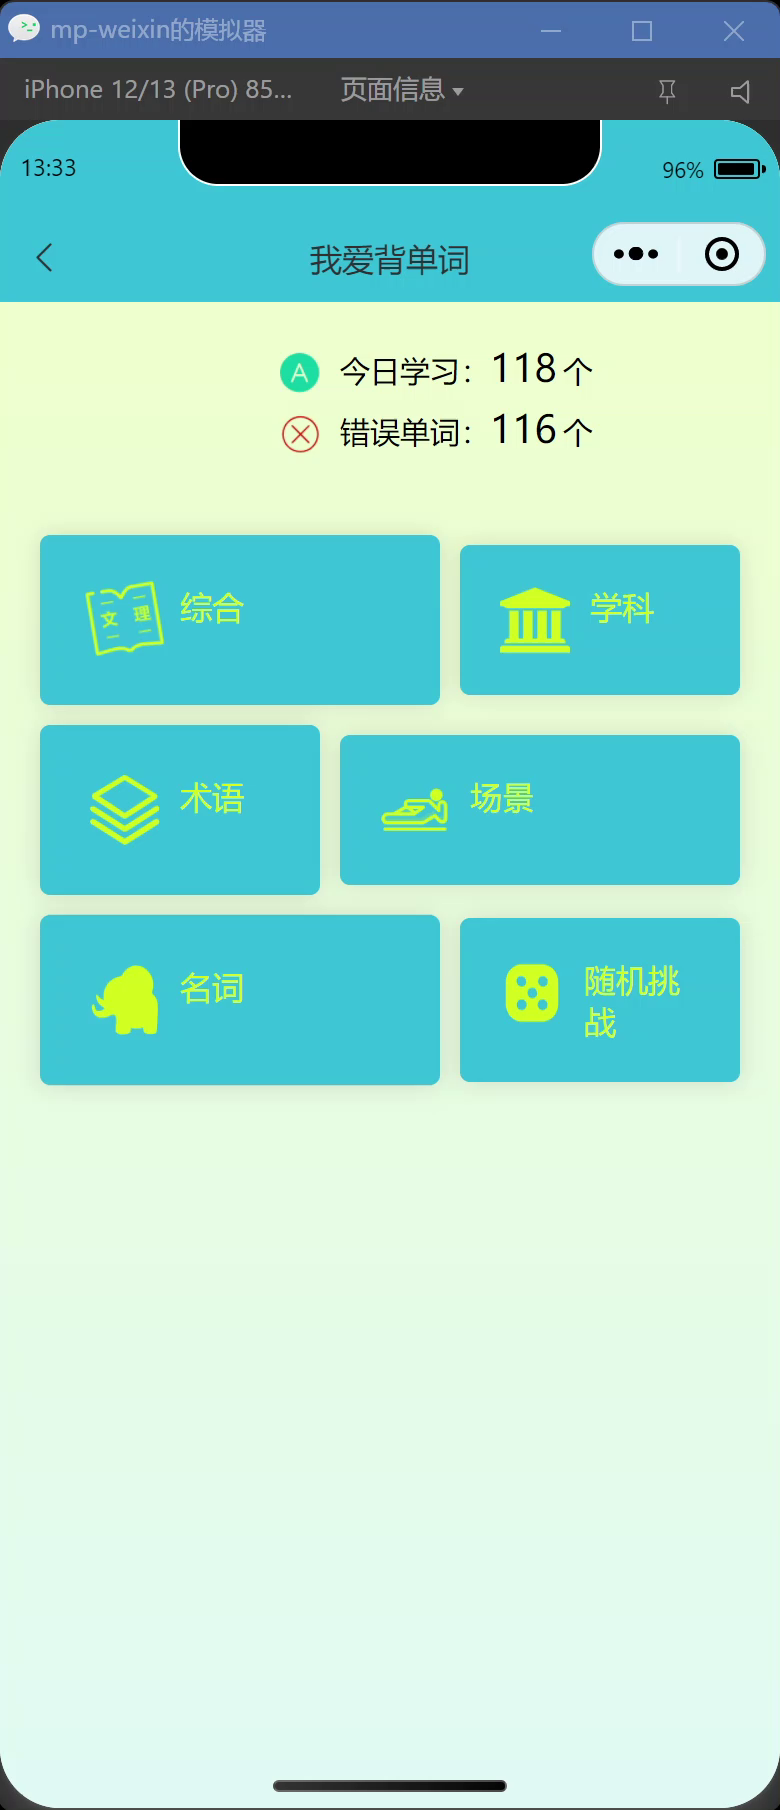 mp-weixin的模拟器
iPhone 12/13 (Pro) 85... 页面信息
13:33 96%
我爱背单词
A 今日学习：118个
错误单词：116个
文 理 综合 学科
术语 场景
名词 随机挑
战